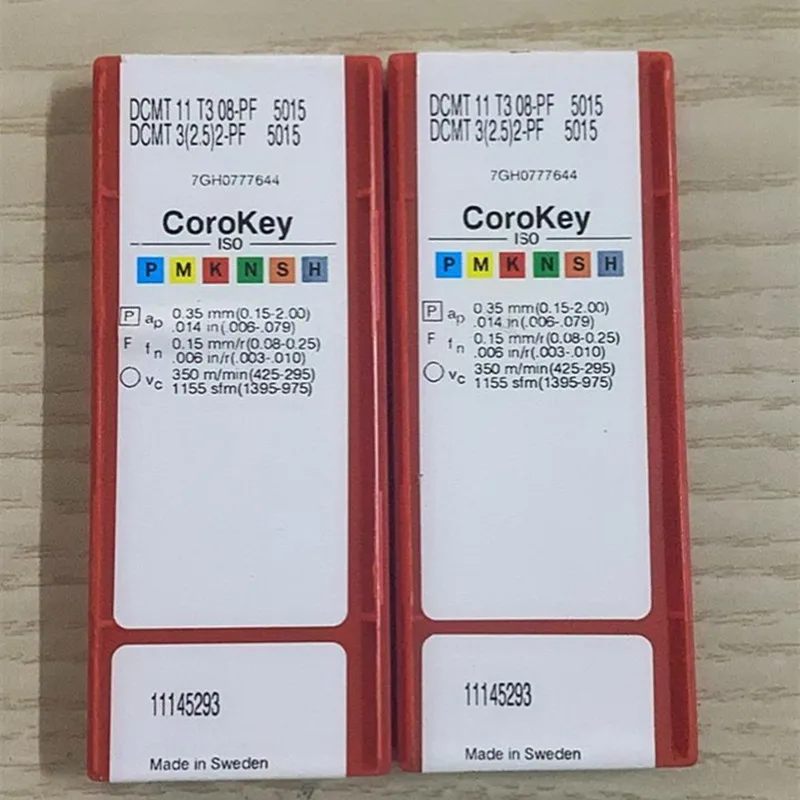 DCMT 11 T3 08-PF 5015
DCMT 3(2.5)2-PF 5015
7GH0777644
CoroKey
ISO
P M K N S H
P ap 0.35 mm(0.15-2.00)
.014 in(.006-.079)
F fn 0.15 mm/r(0.08-0.25)
.006 in/r(.003-.010)
vc 350 m/min(425-295)
1155 sfm(1395-975)
11145293
Made in Sweden
DCMT 11 T3 08-PF 5015
DCMT 3(2.5)2-PF 5015
7GH0777644
CoroKey
ISO
P M K N S H
P ap 0.35 mm(0.15-2.00)
.014 in(.006-.079)
F fn 0.15 mm/r(0.08-0.25)
.006 in/r(.003-.010)
vc 350 m/min(425-295)
1155 sfm(1395-975)
11145293
Made in Sweden